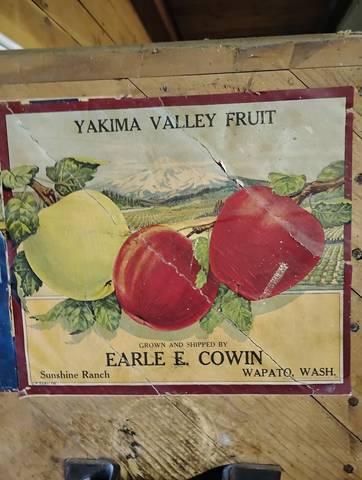 YAKIMA VALLEY FRUIT
GROWN AND SHIPPED BY
EARLE E. COWIN
Sunshine Ranch
WAPATO, WASH.